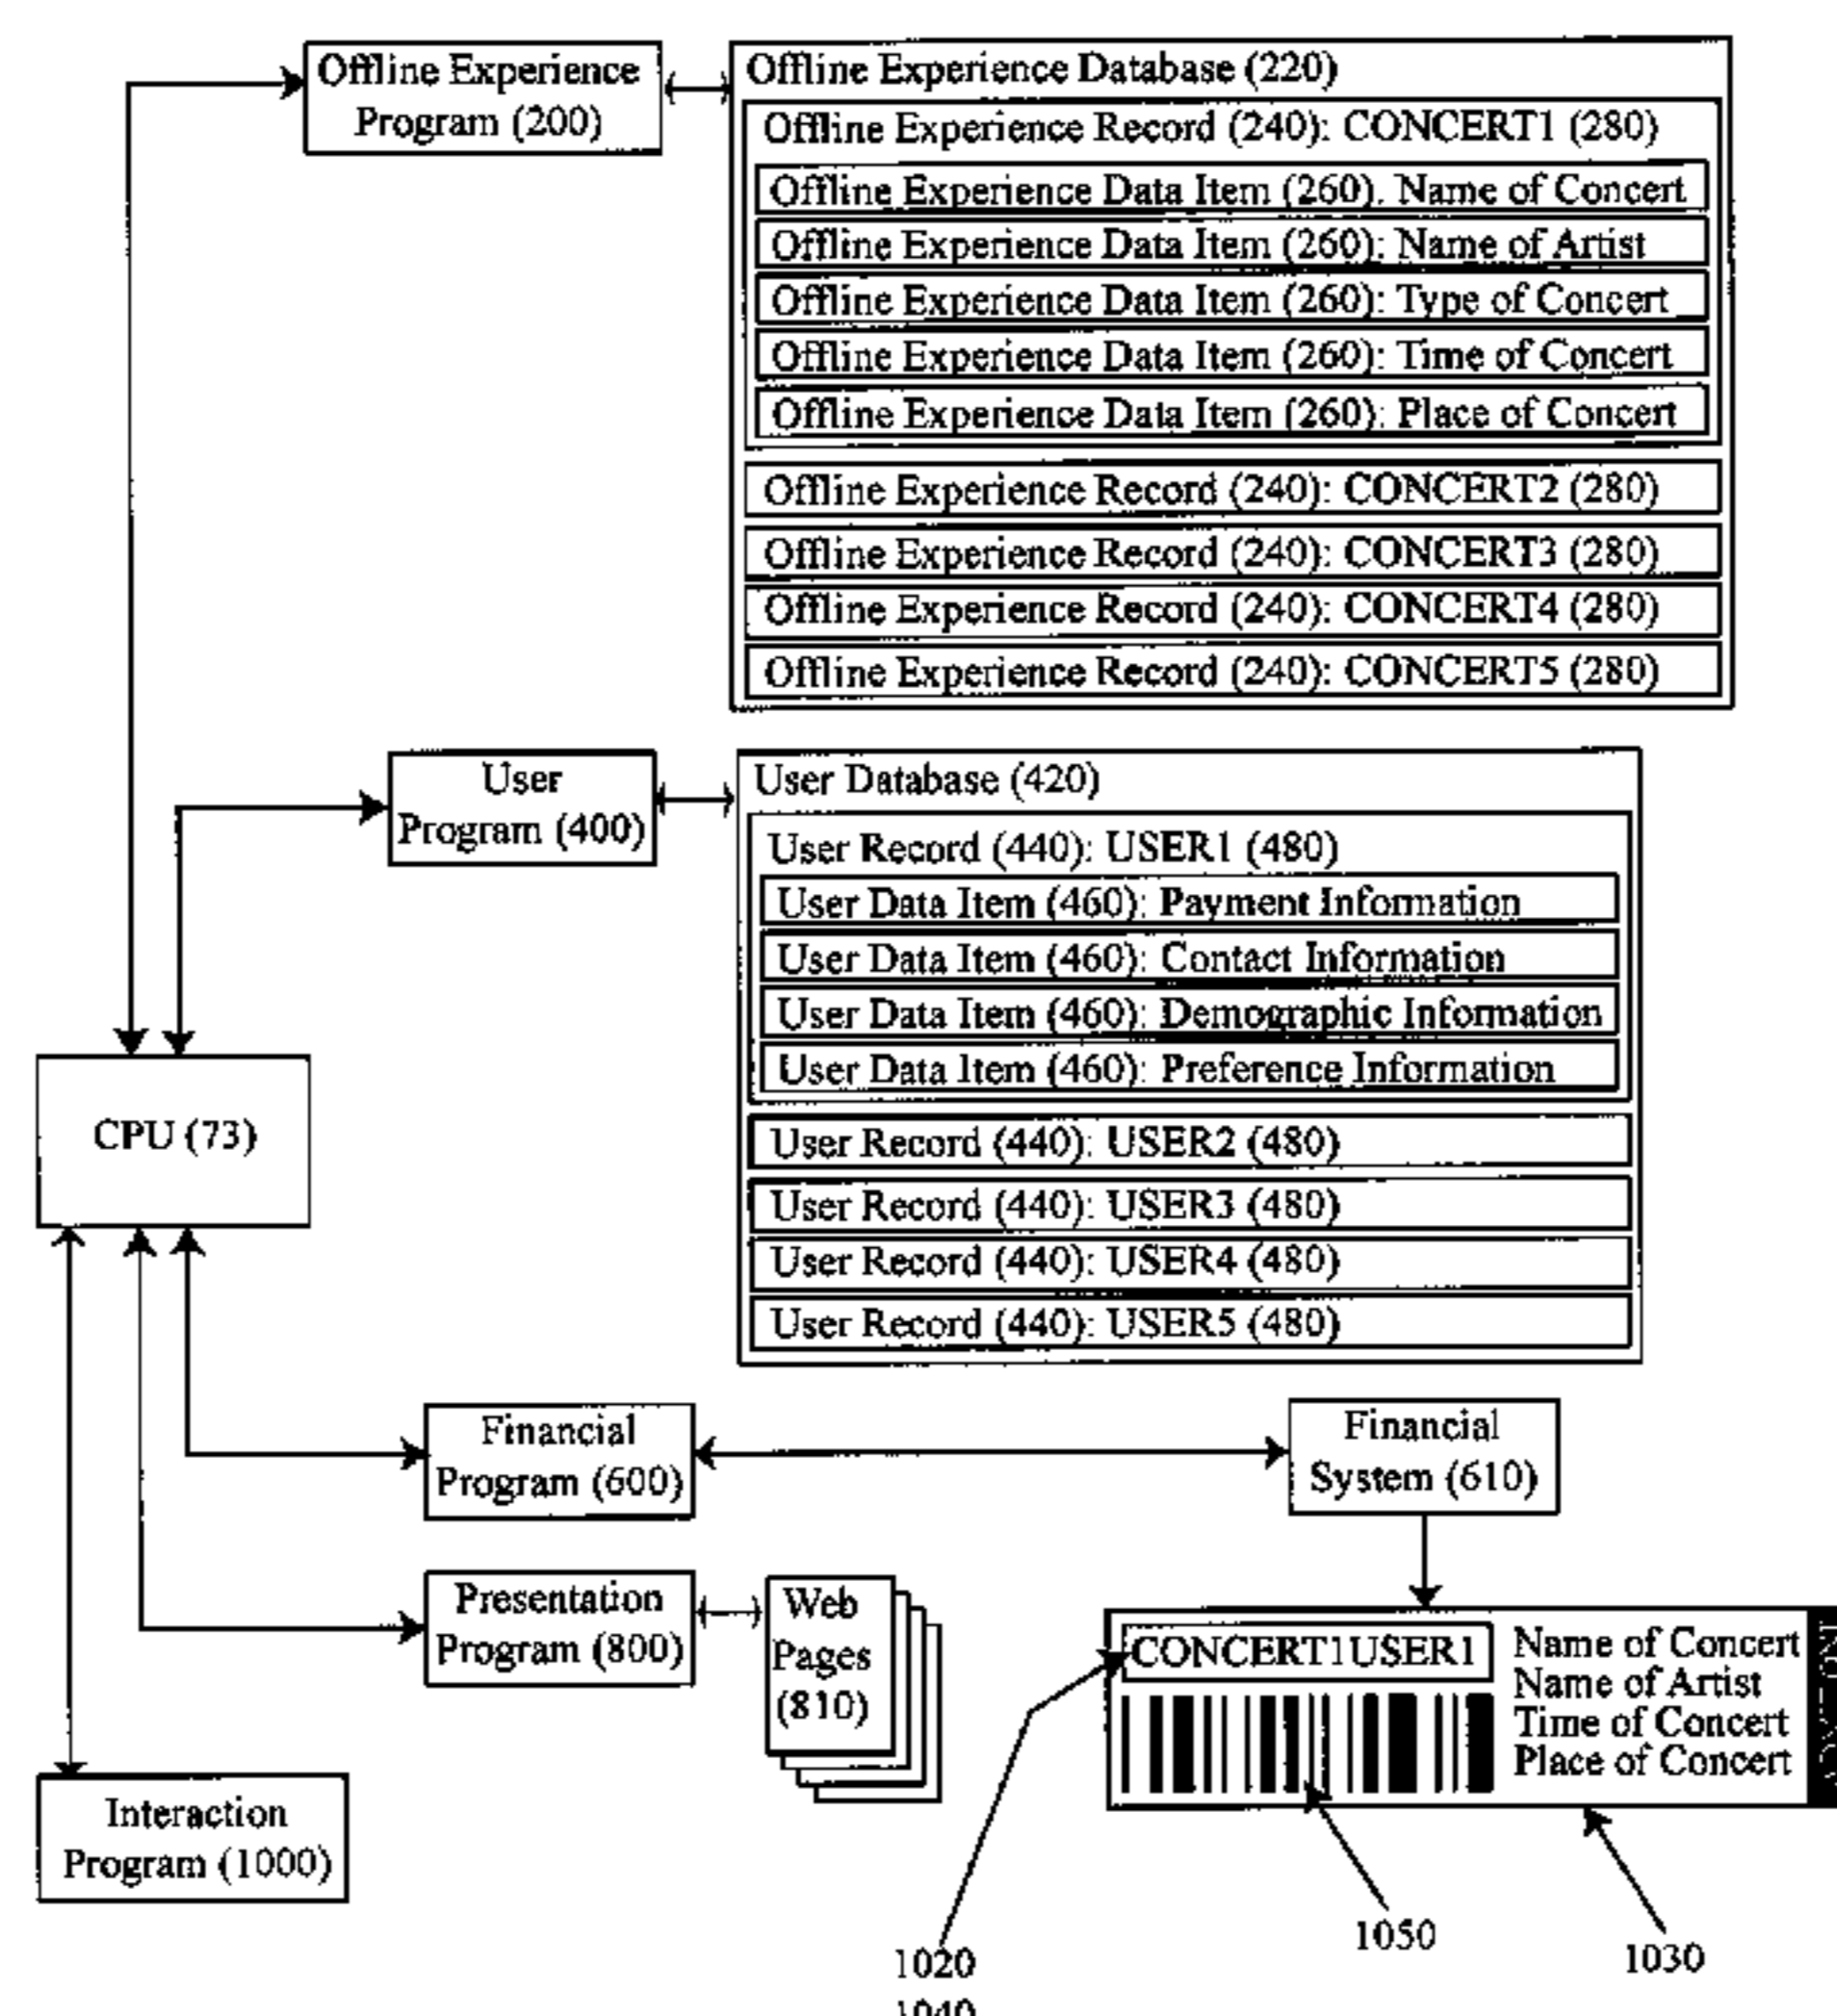 Offline Experience
Program (200)
Offline Experience Database (220)
Offline Experience Record (240): CONCERT1 (280)
Offline Experience Data Item (260). Name of Concert
Offline Experience Data Item (260): Name of Artist
Offline Experience Data Item (260): Type of Concert
Offline Experience Data Item (260): Time of Concert
Offline Experience Data Item (260): Place of Concert
Offline Experience Record (240): CONCERT2 (280)
Offline Experience Record (240): CONCERT3 (280)
Offline Experience Record (240): CONCERT4 (280)
Offline Experience Record (240): CONCERT5 (280)
User
Program (400)
User Database (420)
User Record (440): USER1 (480)
User Data Item (460): Payment Information
User Data Item (460): Contact Information
User Data Item (460): Demographic Information
User Data Item (460): Preference Information
User Record (440): USER2 (480)
User Record (440): USER3 (480)
User Record (440): USER4 (480)
User Record (440): USER5 (480)
CPU (73)
Financial
Program (600)
Financial
System (610)
Presentation
Program (800)
Web
Pages
(810)
CONCERT1USER1
Name of Concert
Name of Artist
Time of Concert
Place of Concert
Interaction
Program (1000)
1020
1040
1050
1030